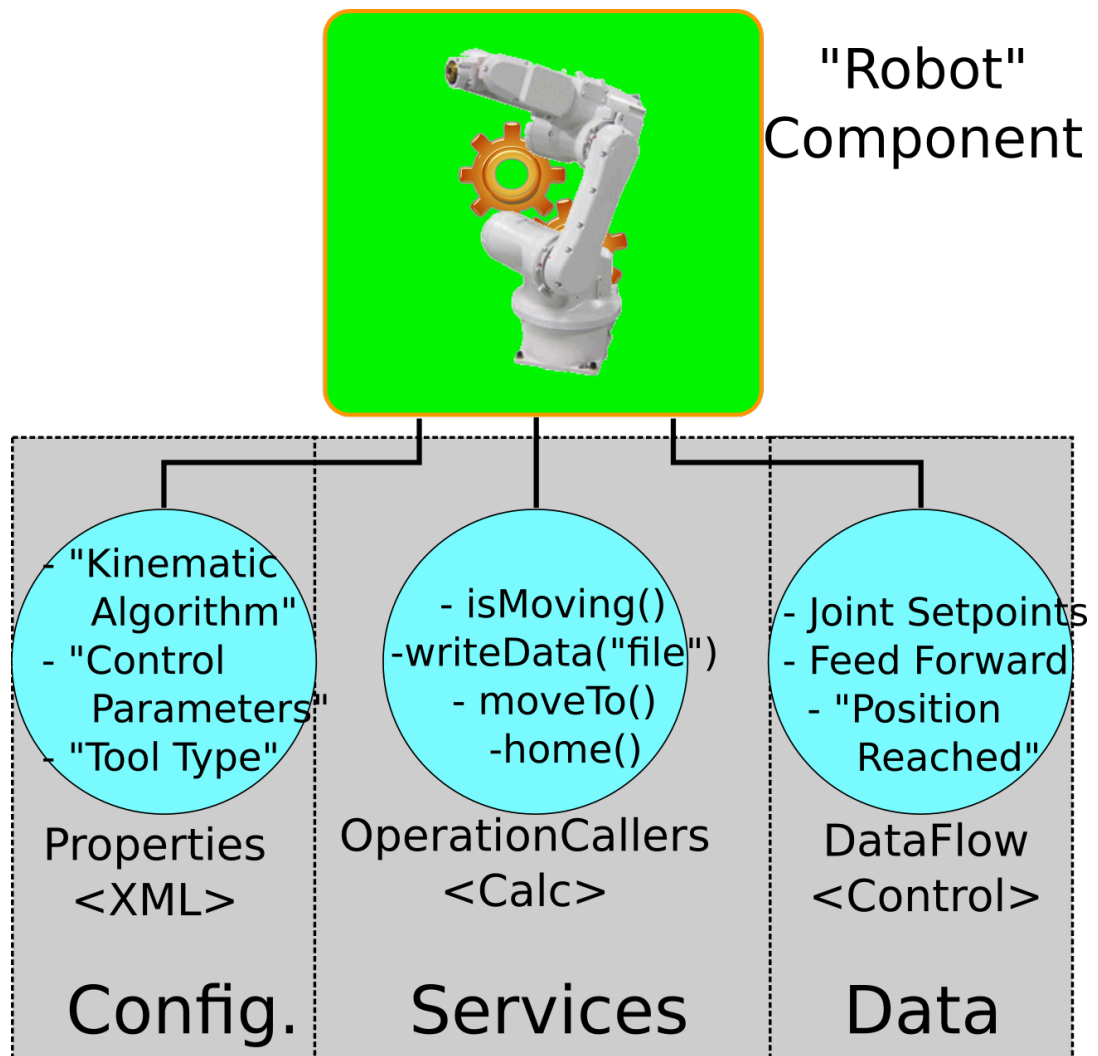 "Robot"
Component
- "Kinematic
Algorithm"
- "Control
Parameters"
- "Tool Type"
Properties
<XML>
Config.
- isMoving()
-writeData("file")
- moveTo()
-home()
OperationCallers
<Calc>
Services
- Joint Setpoints
- Feed Forward
- "Position
Reached"
DataFlow
<Control>
Data